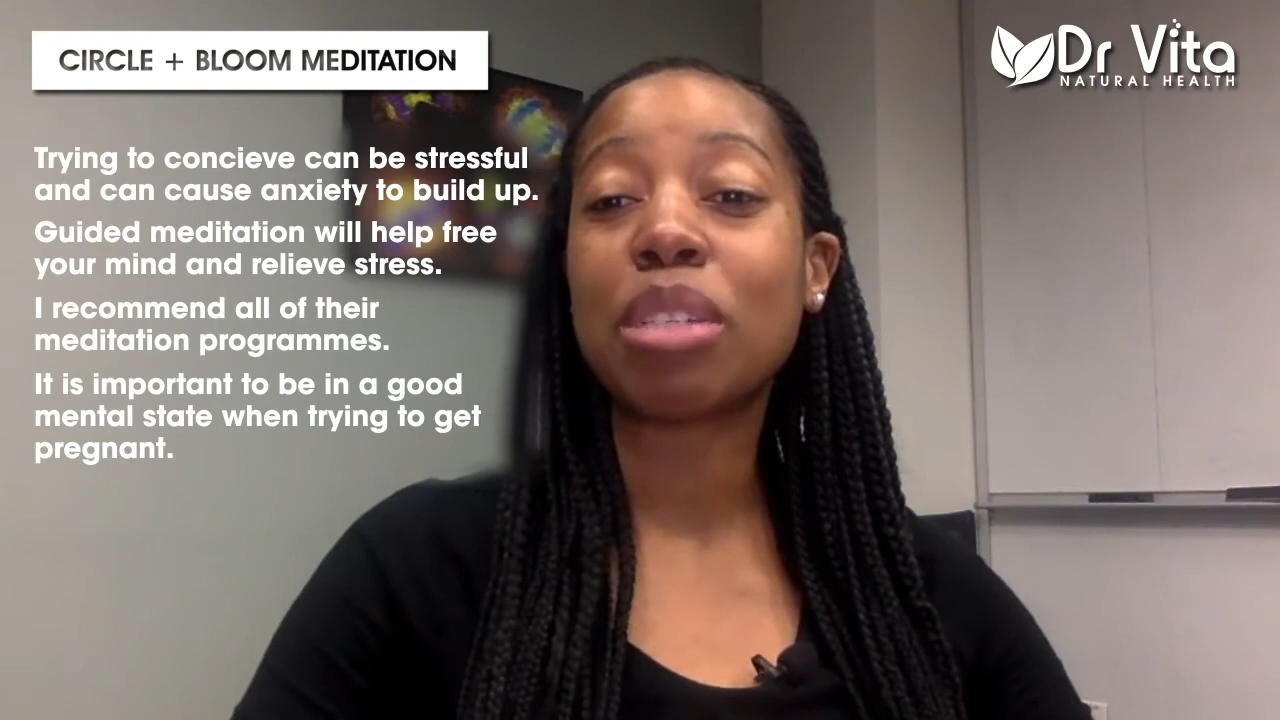 CIRCLE + BLOOM MEDITATION
Dr Vita
NATURAL HEALTH
Trying to concieve can be stressful
and can cause anxiety to build up.
Guided meditation will help free
your mind and relieve stress.
I recommend all of their
meditation programmes.
It is important to be in a good
mental state when trying to get
pregnant.